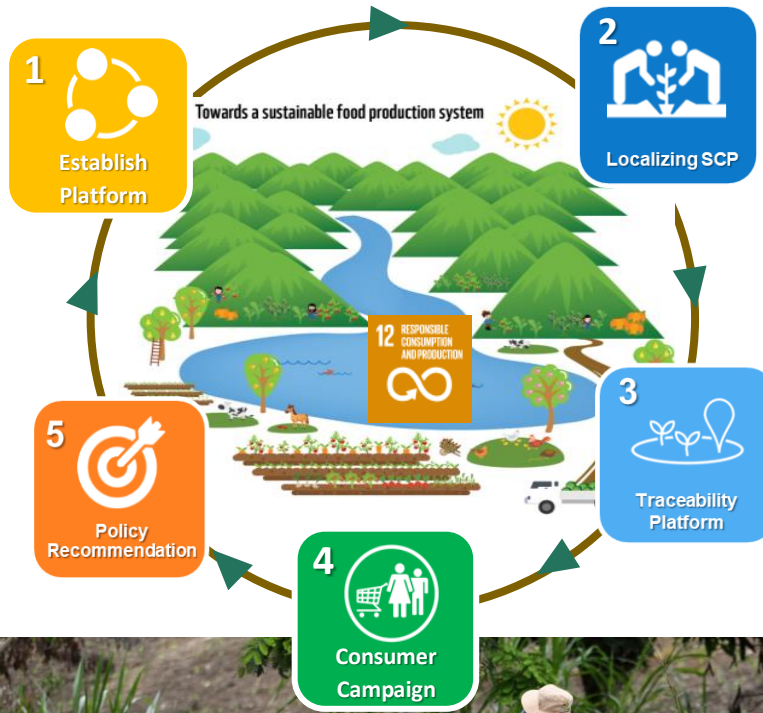 1
Establish
Platform
2
Localizing SCP
Towards a sustainable food production system
12 RESPONSIBLE
CONSUMPTION
AND PRODUCTION
3
Traceability
Platform
4
Consumer
Campaign
5
Policy
Recommendation